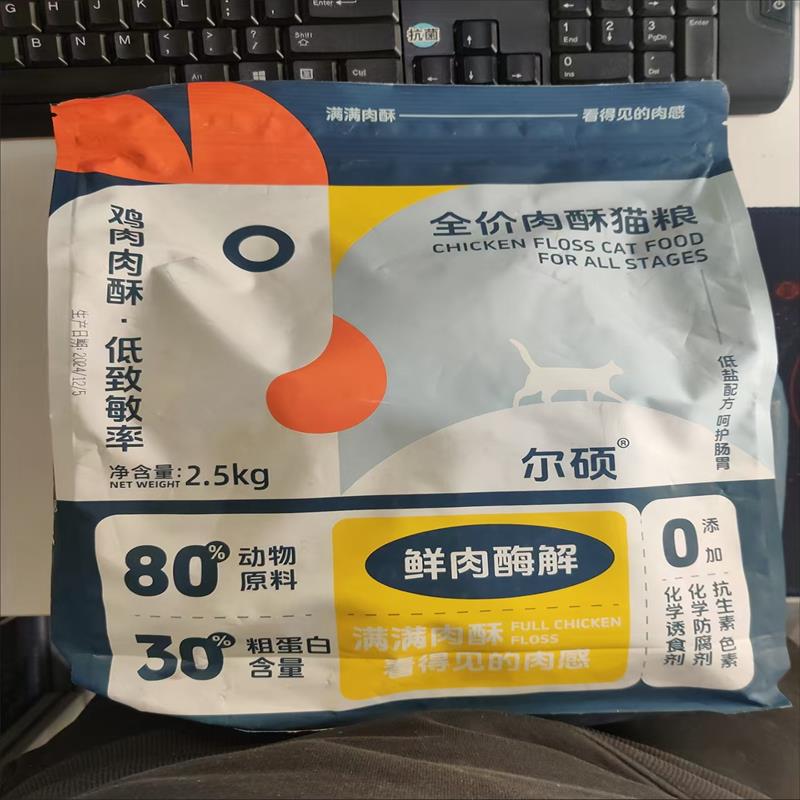 Enter
G
H
J
K
L
B
N
M
<
,
>
.
?
/
Shift
Alt
Ctrl
抗菌
1
End
2
3
PgDn
Enter
0
Ins
.
Del
满满肉酥
看得见的肉感
鸡肉肉酥·低致敏率
生产日期:2024/12/5
全价肉酥猫粮
CHICKEN FLOSS CAT FOOD
FOR ALL STAGES
低盐配方 呵护肠胃
尔硕®
净含量:2.5kg
NET WEIGHT
80%动物原料
30%粗蛋白含量
鲜肉酶解
满满肉酥 FULL CHICKEN FLOSS
看得见的肉感
0添加
抗生素 色素
化学防腐剂
化学诱食剂